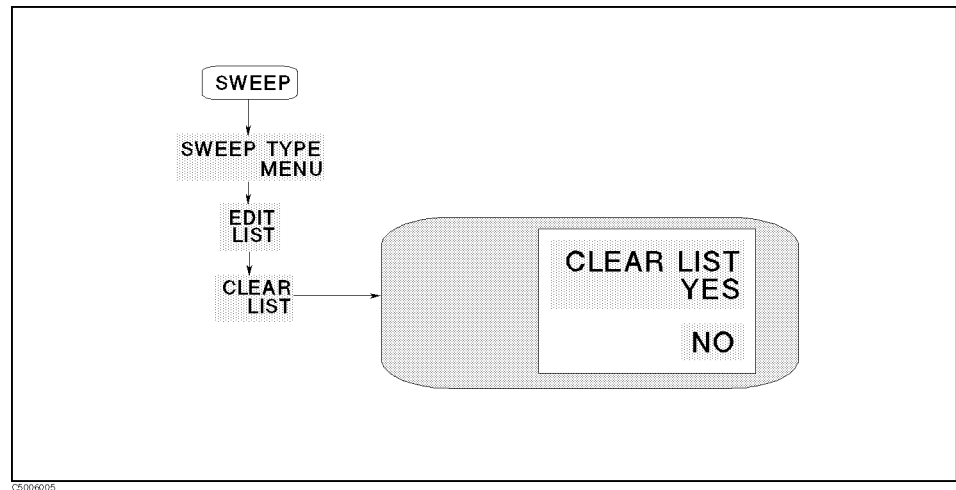 SWEEP
SWEEP TYPE
MENU
EDIT
LIST
CLEAR
LIST
CLEAR LIST
YES
NO
C5006005